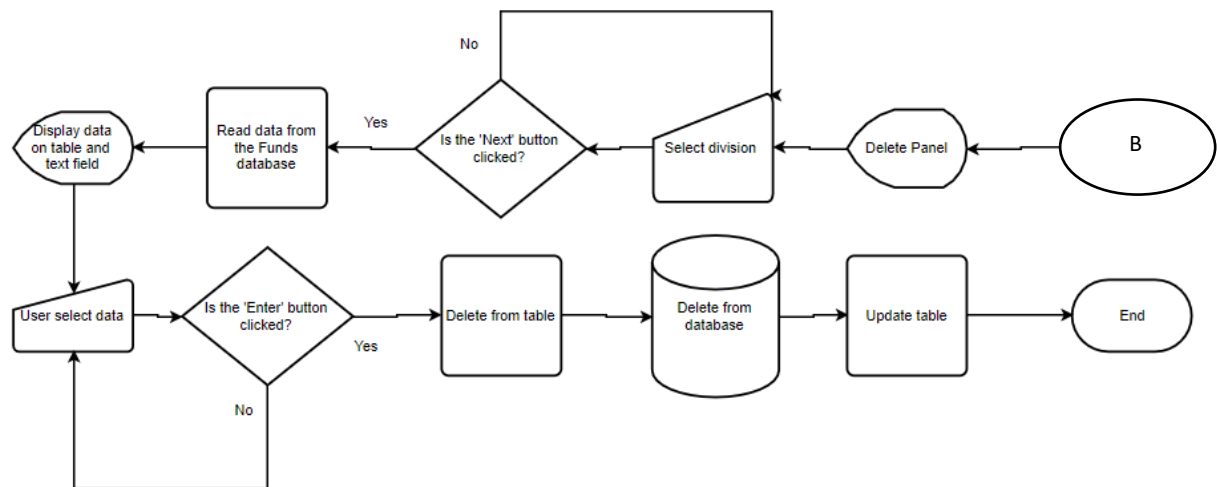 No
Display data
on table and
text field
Read data from
the Funds
database
Yes
Is the 'Next' button
clicked?
Select division
Delete Panel
B
User select data
Is the 'Enter' button
clicked?
Yes
No
Delete from table
Delete from
database
Update table
End